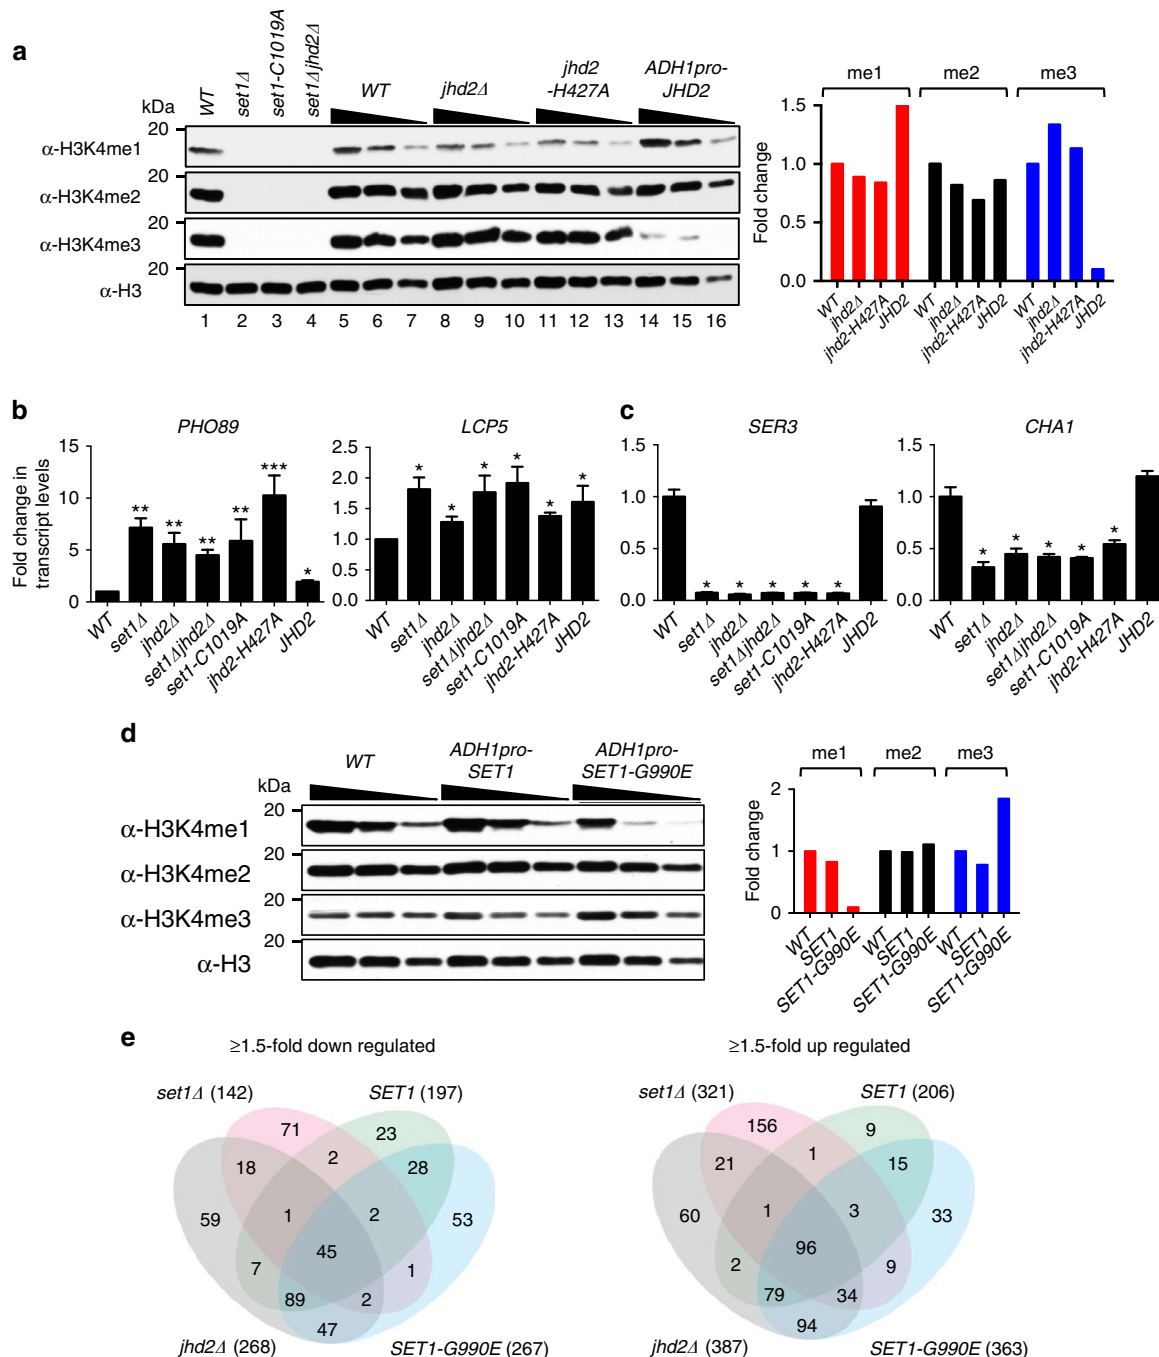 a
kDa
WT
set1Δ
set1-C1019A
set1Δjhd2Δ
WT
jhd2Δ
jhd2
-H427A
ADH1pro-
JHD2
20
α-H3K4me1
20
α-H3K4me2
20
α-H3K4me3
20
α-H3
1 2 3 4 5 6 7 8 9 10 11 12 13 14 15 16
me1 me2 me3
Fold change
1.5
1.0
0.5
0.0
WT jhd2Δ jhd2-H427A JHD2 WT jhd2Δ jhd2-H427A JHD2 WT jhd2Δ jhd2-H427A JHD2
b
PHO89
Fold change in
transcript levels
15
10
5
0
** ** ** ** *** *
WT set1Δ jhd2Δ set1Δjhd2Δ set1-C1019A jhd2-H427A JHD2
LCP5
2.5
2.0
1.5
1.0
0.5
0.0
* * * * * *
WT set1Δ jhd2Δ set1Δjhd2Δ set1-C1019A jhd2-H427A JHD2
c
SER3
1.5
1.0
0.5
0.0
* * * * *
WT set1Δ jhd2Δ set1Δjhd2Δ set1-C1019A jhd2-H427A JHD2
CHA1
1.5
1.0
0.5
0.0
* * * * *
WT set1Δ jhd2Δ set1Δjhd2Δ set1-C1019A jhd2-H427A JHD2
d
kDa
WT
ADH1pro-
SET1
ADH1pro-
SET1-G990E
20
α-H3K4me1
20
α-H3K4me2
20
α-H3K4me3
20
α-H3
me1 me2 me3
Fold change
2
1
0
WT SET1 SET1-G990E WT SET1 SET1-G990E WT SET1 SET1-G990E
e
≥1.5-fold down regulated
set1Δ (142)
SET1 (197)
71 23
18 2 28
59 1 2 53
45
7 1
89 2
47
jhd2Δ (268)
SET1-G990E (267)
≥1.5-fold up regulated
set1Δ (321)
SET1 (206)
156 9
21 1 15
60 1 3 33
96
2 9
79 34
94
jhd2Δ (387)
SET1-G990E (363)